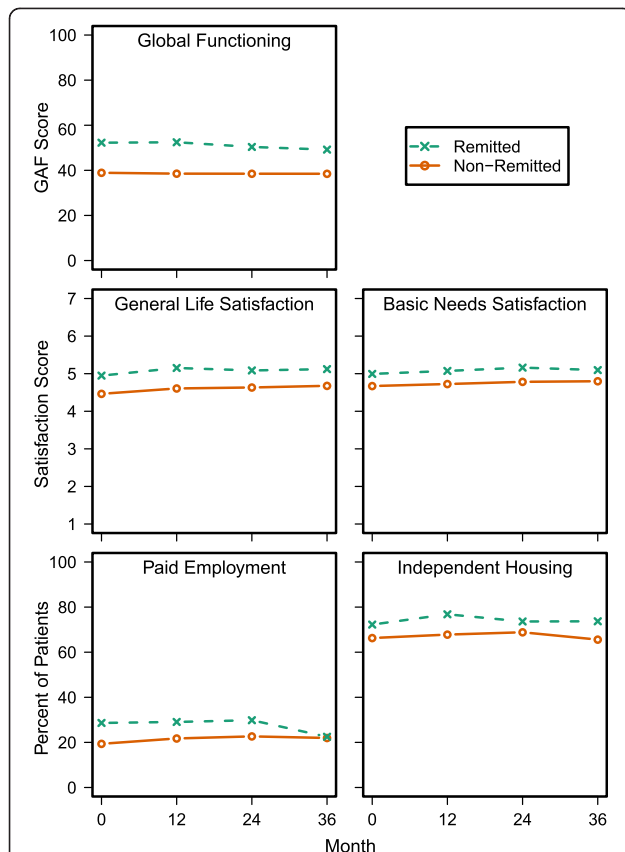 Global Functioning
GAF Score
100
80
60
40
20
0
Remitted
Non-Remitted
General Life Satisfaction
Satisfaction Score
7
6
5
4
3
2
1
Basic Needs Satisfaction
Paid Employment
Percent of Patients
100
80
60
40
20
0
0 12 24 36
Independent Housing
0 12 24 36
Month